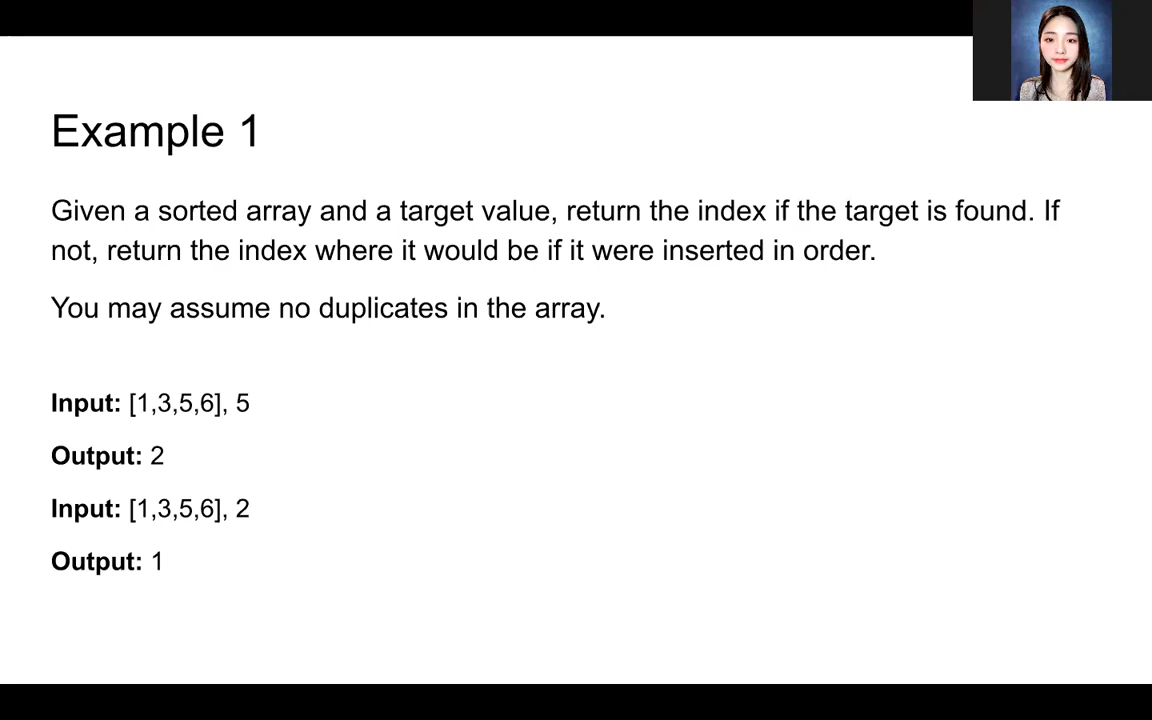 Example 1
Given a sorted array and a target value, return the index if the target is found. If
not, return the index where it would be if it were inserted in order.
You may assume no duplicates in the array.
Input: [1,3,5,6], 5
Output: 2
Input: [1,3,5,6], 2
Output: 1